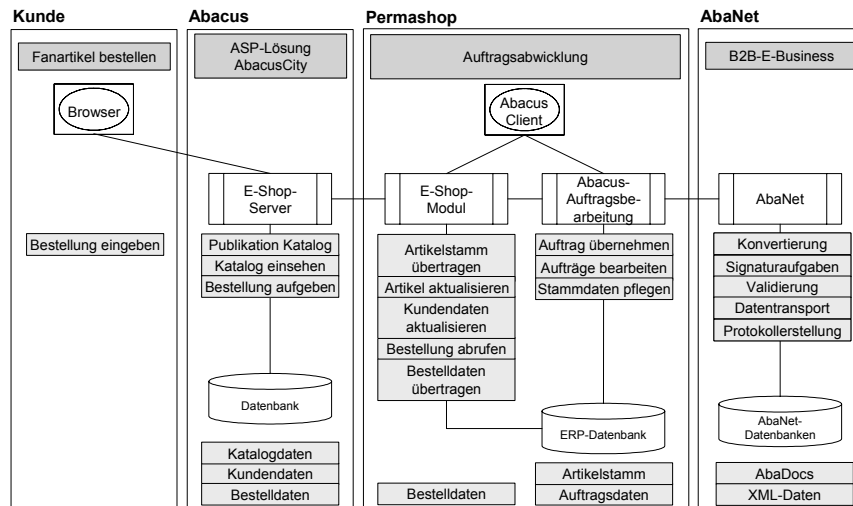 Kunde
Fanartikel bestellen
Browser
Bestellung eingeben
Abacus
ASP-Lösung
AbacusCity
E-Shop-
Server
Publikation Katalog
Katalog einsehen
Bestellung aufgeben
Datenbank
Katalogdaten
Kundendaten
Bestelldaten
Permashop
Auftragsabwicklung
Abacus
Client
E-Shop-
Modul
Artikelstamm
übertragen
Artikel aktualisieren
Kundendaten
aktualisieren
Bestellung abrufen
Bestelldaten
übertragen
Bestelldaten
Abacus-
Auftragsbe-
arbeitung
Auftrag übernehmen
Aufträge bearbeiten
Stammdaten pflegen
ERP-Datenbank
Artikelstamm
Auftragsdaten
AbaNet
B2B-E-Business
AbaNet
Konvertierung
Signaturaufgaben
Validierung
Datentransport
Protokollerstellung
AbaNet-
Datenbanken
AbaDocs
XML-Daten